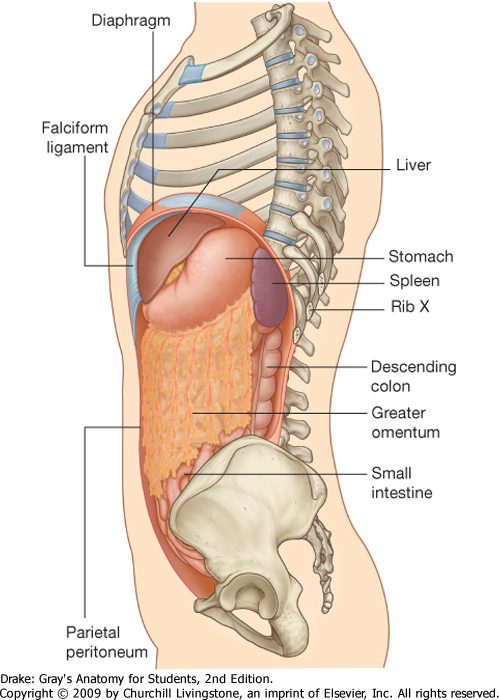 Diaphragm
Falciform
ligament
Liver
Stomach
Spleen
Rib X
Descending
colon
Greater
omentum
Small
intestine
Parietal
peritoneum
Drake: Gray's Anatomy for Students, 2nd Edition.
Copyright © 2009 by Churchill Livingstone, an imprint of Elsevier, Inc. All rights reserved.